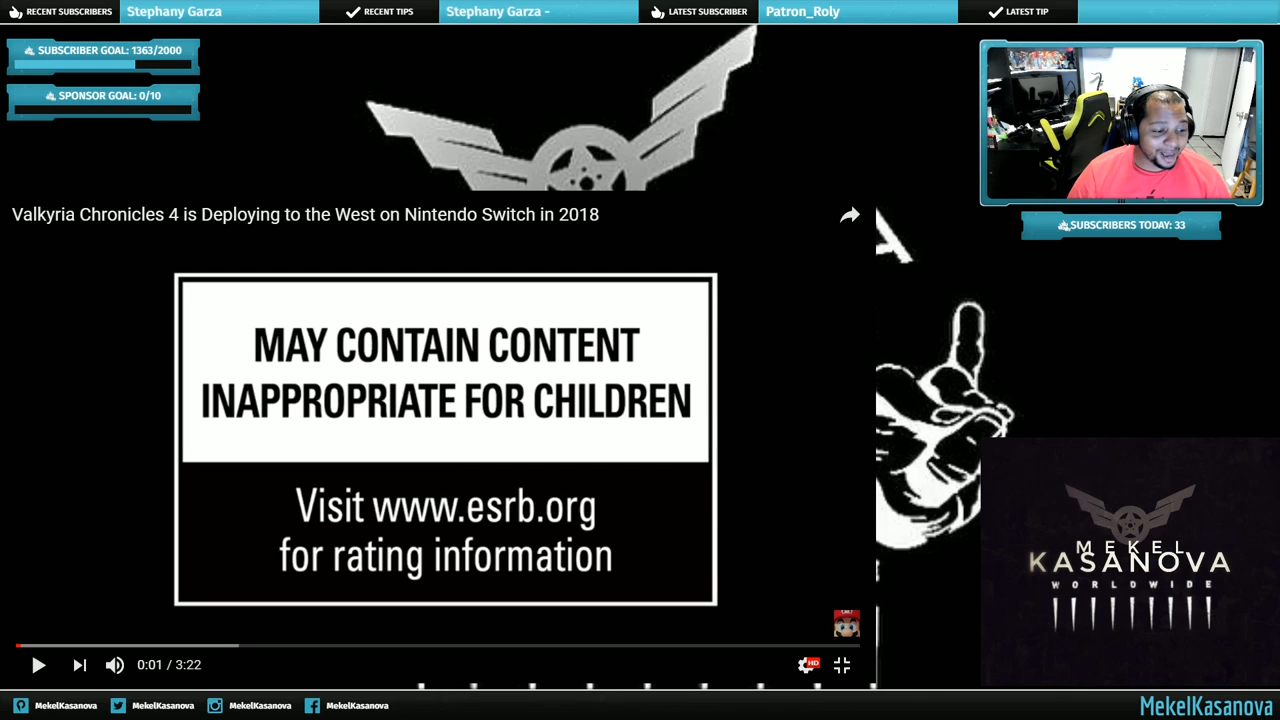 RECENT SUBSCRIBERS
Stephany Garza
RECENT TIPS
Stephany Garza -
LATEST SUBSCRIBER
Patron_Roly
LATEST TIP
SUBSCRIBER GOAL: 1363/2000
SPONSOR GOAL: 0/10
Valkyria Chronicles 4 is Deploying to the West on Nintendo Switch in 2018
SUBSCRIBERS TODAY: 33
MAY CONTAIN CONTENT
INAPPROPRIATE FOR CHILDREN
Visit www.esrb.org
for rating information
MEKEL
KASANOVA
WORLDWIDE
0:01 / 3:22
HD
MekelKasanova
MekelKasanova
MekelKasanova
MekelKasanova
MekelKasanova